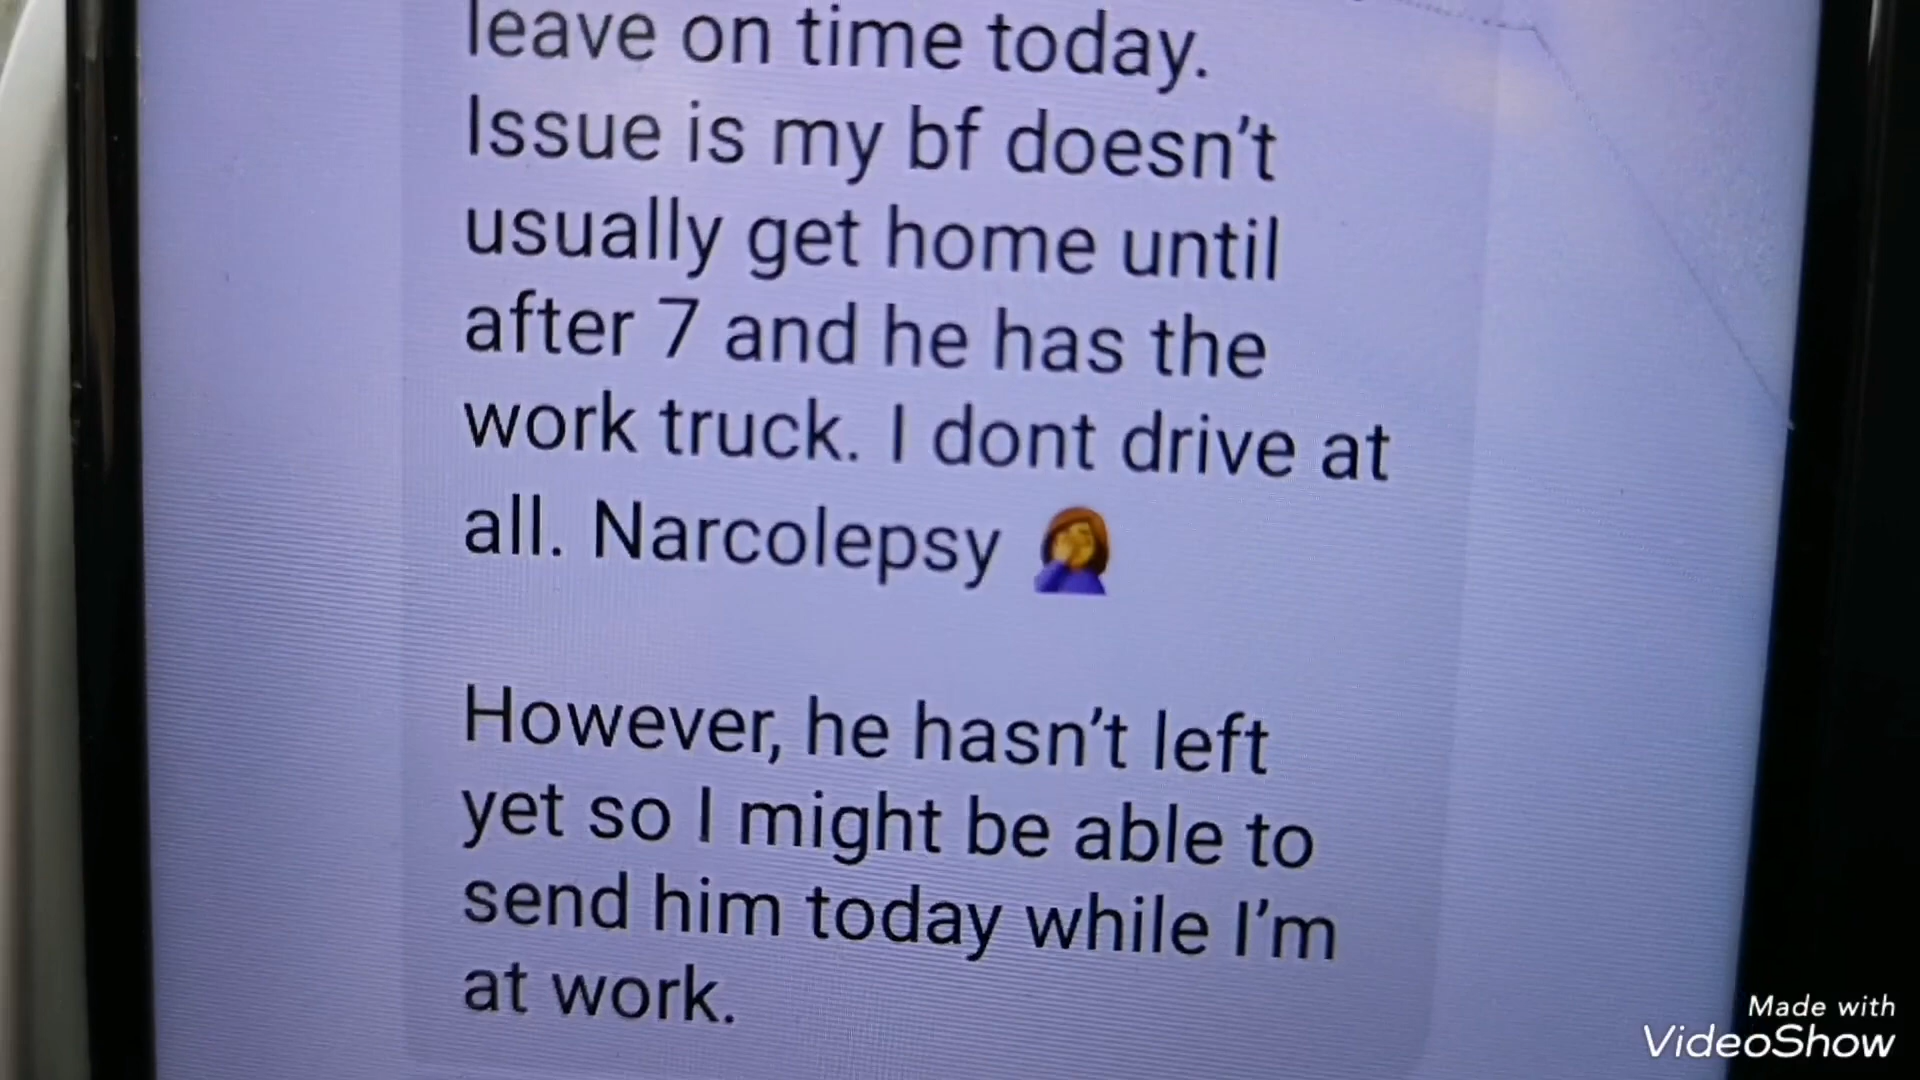 leave on time today.
Issue is my bf doesn't
usually get home until
after 7 and he has the
work truck. I dont drive at
all. Narcolepsy 🤦‍♀️
However, he hasn't left
yet so I might be able to
send him today while I'm
at work.
Made with
VideoShow